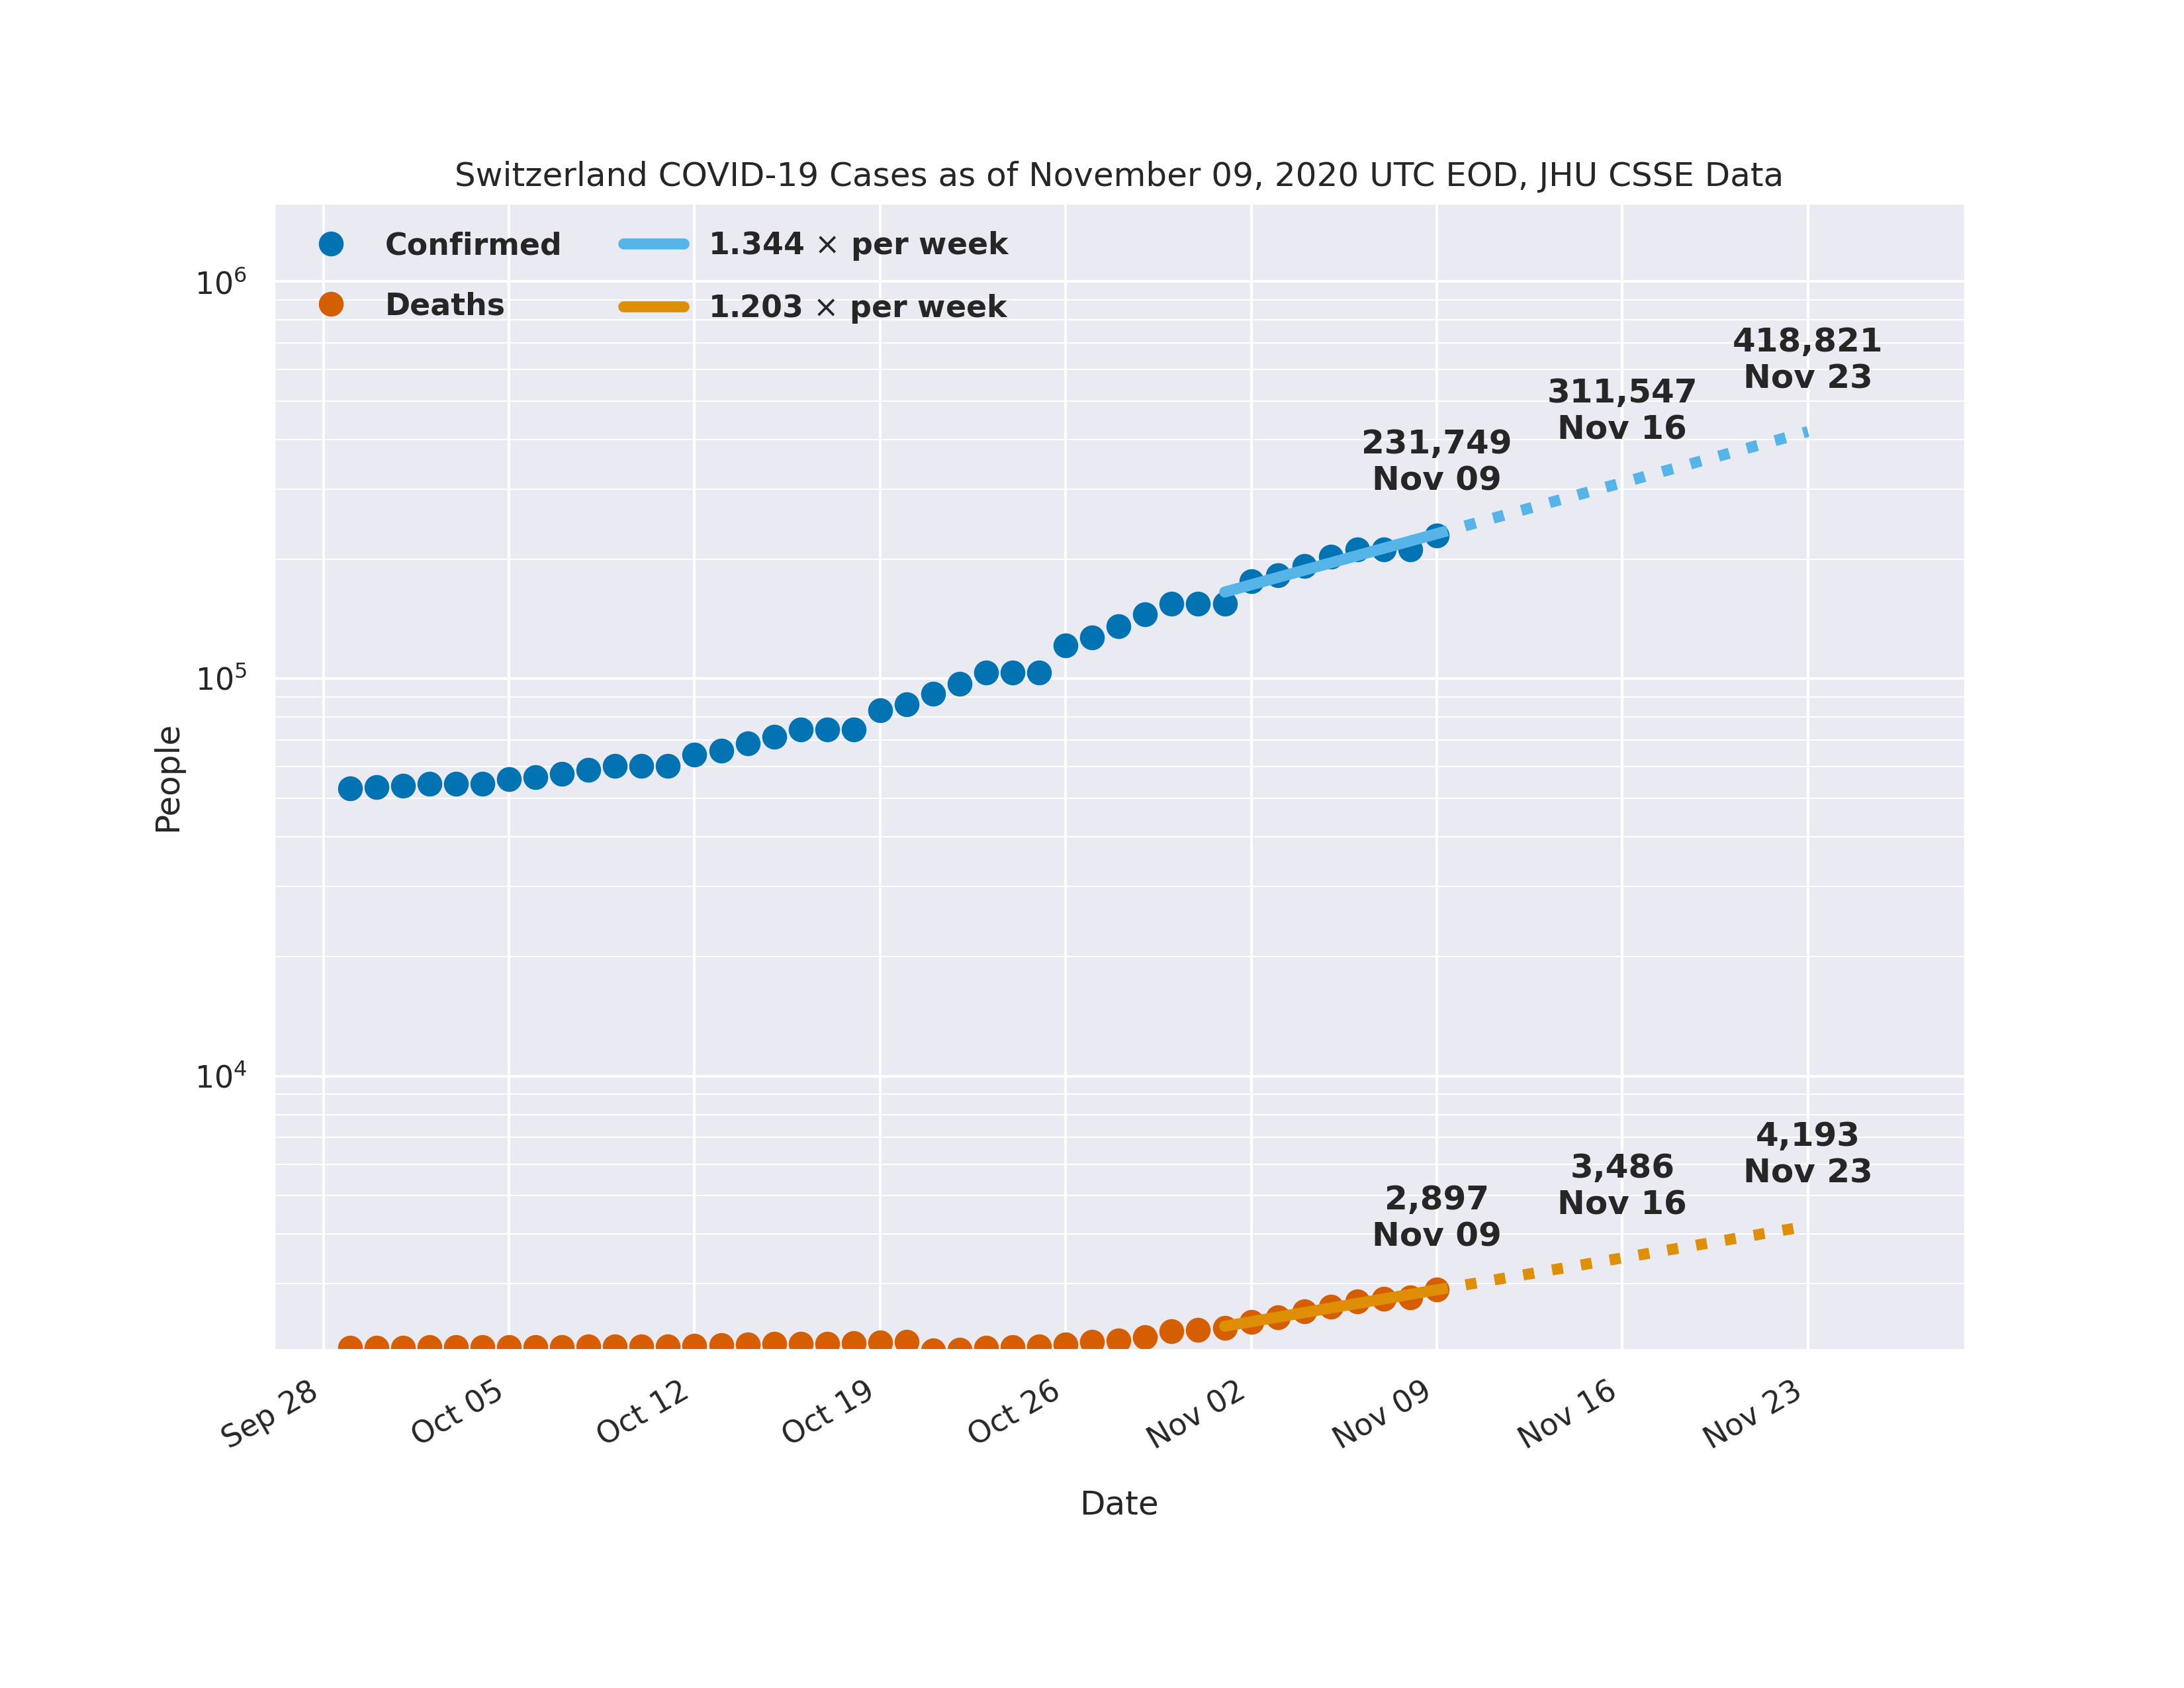 Switzerland COVID-19 Cases as of November 09, 2020 UTC EOD, JHU CSSE Data
Confirmed
Deaths
1.344 × per week
1.203 × per week
10⁶
10⁵
10⁴
People
418,821
Nov 23
311,547
Nov 16
231,749
Nov 09
4,193
Nov 23
3,486
Nov 16
2,897
Nov 09
Sep 28
Oct 05
Oct 12
Oct 19
Oct 26
Nov 02
Nov 09
Nov 16
Nov 23
Date